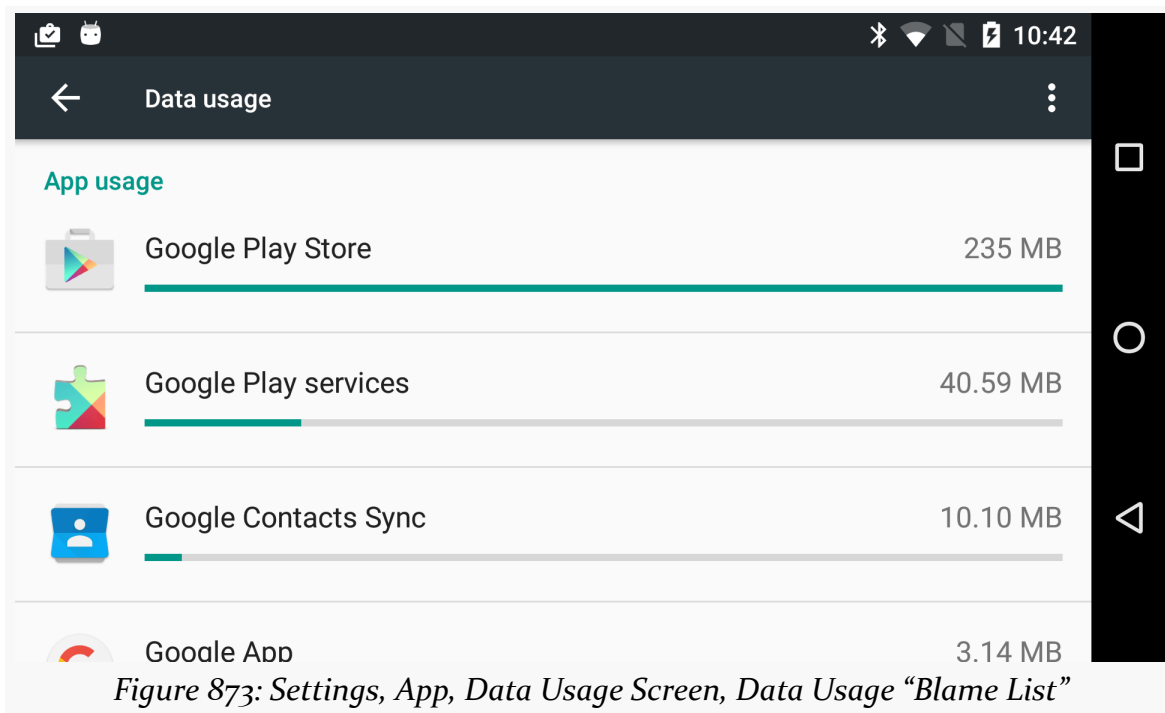 10:42
Data usage
App usage
Google Play Store 235 MB
Google Play services 40.59 MB
Google Contacts Sync 10.10 MB
Google App 3.14 MB
Figure 873: Settings, App, Data Usage Screen, Data Usage “Blame List”